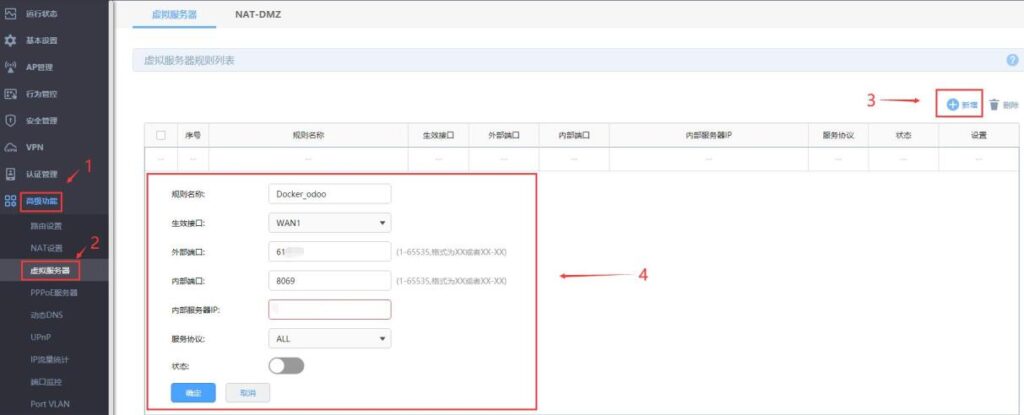 运行状态
基本设置
AP管理
行为管控
安全管理
VPN
认证管理
高级功能
路由设置
NAT设置
虚拟服务器
PPPoE服务器
动态DNS
UPnP
IP流量统计
端口监控
Port VLAN
1
2
虚拟服务器 NAT-DMZ
虚拟服务器规则列表 ?
3 新增 删除
序号 规则名称 生效接口 外部端口 内部端口 内部服务器IP 服务协议 状态 设置
--- --- --- --- --- --- --- --- --- ---
规则名称: Docker_odoo
生效接口: WAN1
外部端口: 61 (1-65535,格式为XX或者XX-XX)
内部端口: 8069 (1-65535,格式为XX或者XX-XX)
内部服务器IP:
服务协议: ALL
状态:
确定 取消
4